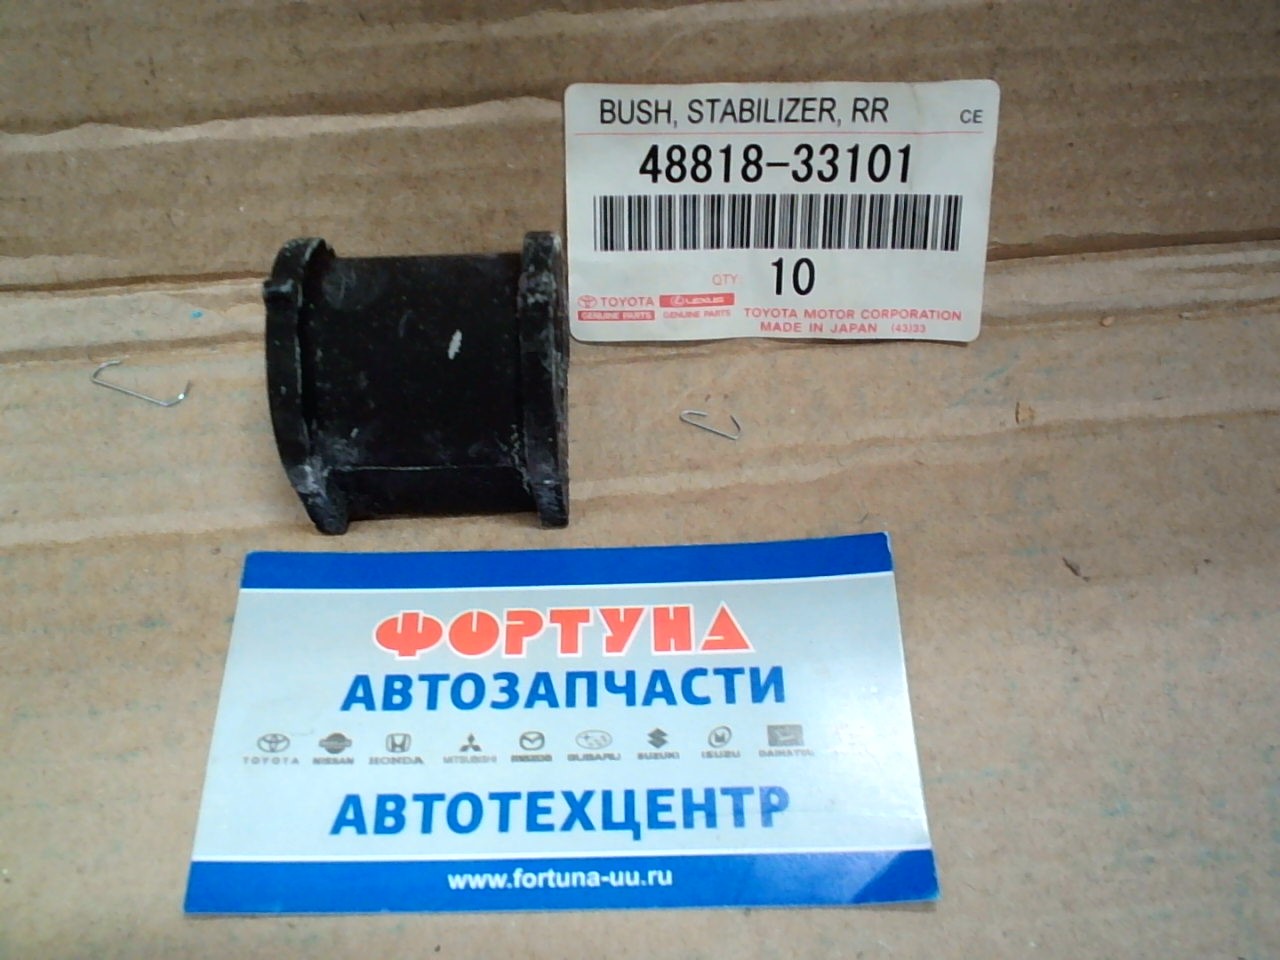 BUSH, STABILIZER, RR CE
48818-33101
QTY: 10
TOYOTA LEXUS
GENUINE PARTS GENUINE PARTS
TOYOTA MOTOR CORPORATION
MADE IN JAPAN (43)33
ФОРТУНА
АВТОЗАПЧАСТИ
TOYOTA NISSAN HONDA MITSUBISHI MAZDA SUBARU SUZUKI ISUZU DAIHATSU
АВТОТЕХЦЕНТР
www.fortuna-uu.ru